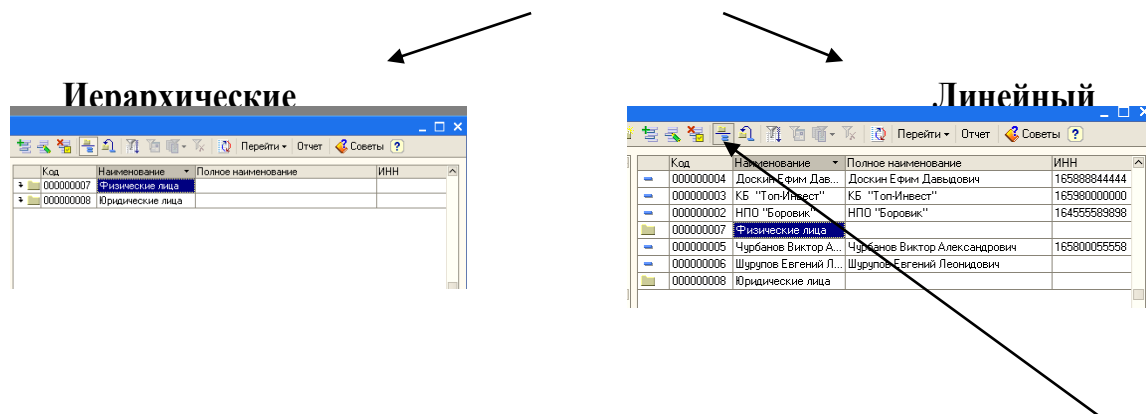 Иерархические
Линейный
Перейти Отчет Советы ?
Код Наименование Полное наименование ИНН
000000007 Физические лица
000000008 Юридические лица
Перейти Отчет Советы ?
Код Наименование Полное наименование ИНН
000000004 Доскин Ефим Дав... Доскин Ефим Давыдович 165888844444
000000003 КБ "Топ-Инвест" КБ "Топ-Инвест" 165980000000
000000002 НПО "Боровик" НПО "Боровик" 164555589898
000000007 Физические лица
000000005 Чурбанов Виктор А... Чурбанов Виктор Александрович 165800055558
000000006 Шурупов Евгений Л... Шурупов Евгений Леонидович
000000008 Юридические лица